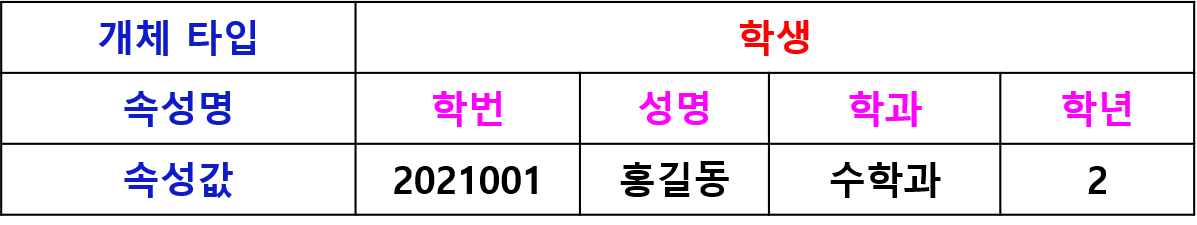 개체 타입 학생
속성명 학번 성명 학과 학년
속성값 2021001 홍길동 수학과 2